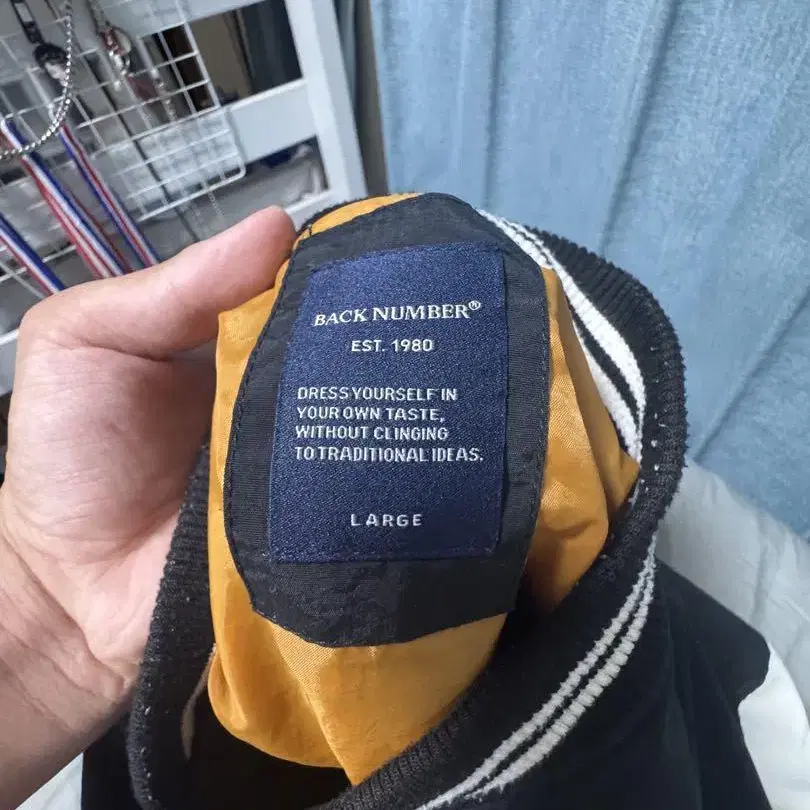 BACK NUMBER®
EST. 1980
DRESS YOURSELF IN
YOUR OWN TASTE,
WITHOUT CLINGING
TO TRADITIONAL IDEAS.
LARGE